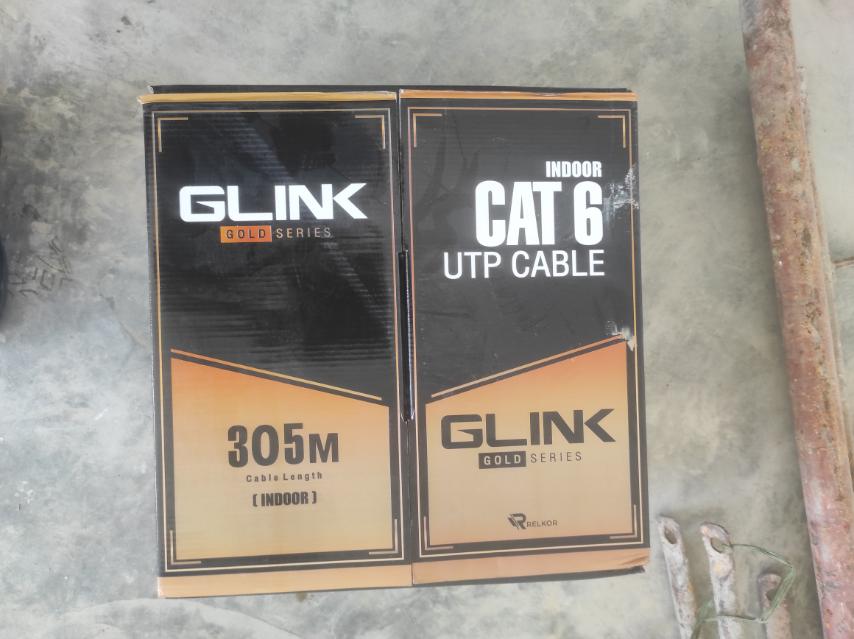 GLINK
GOLD SERIES
305M
Cable Length
(INDOOR)
INDOOR
CAT 6
UTP CABLE
GLINK
GOLD SERIES
RELKOR